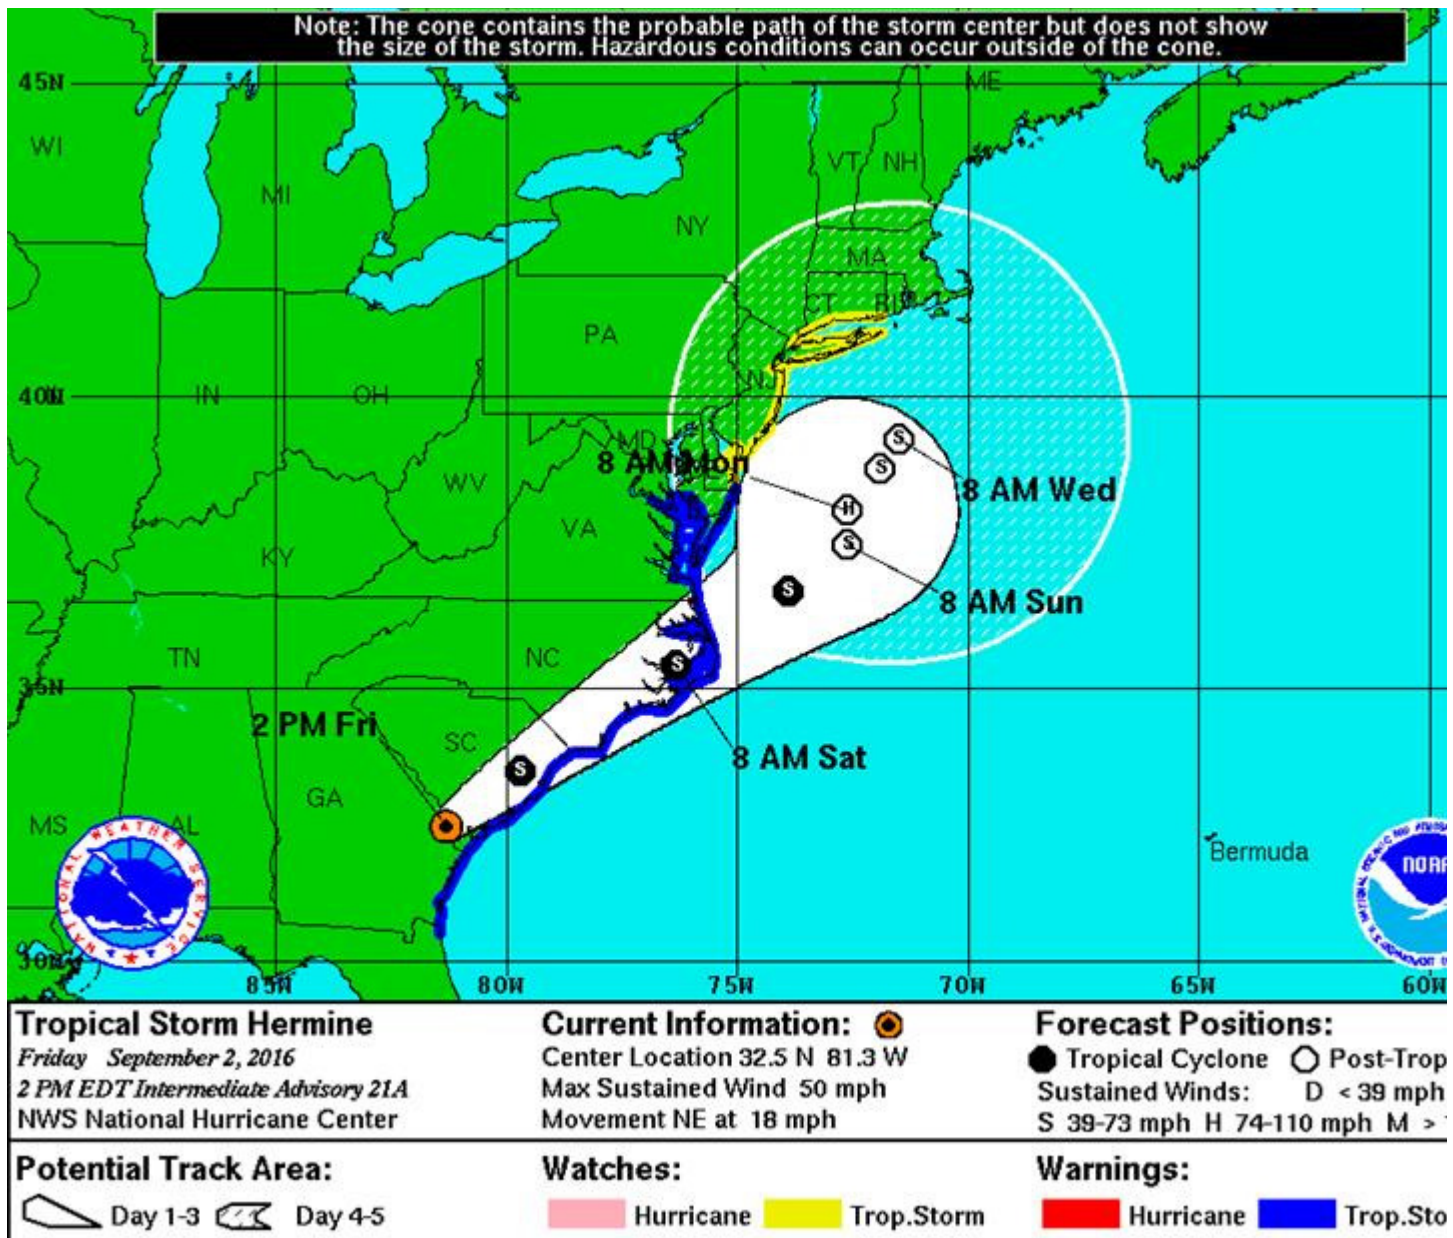 Note: The cone contains the probable path of the storm center but does not show
the size of the storm. Hazardous conditions can occur outside of the cone.
45N
ME
WI
VT NH
MI
NY
MA
CT RI
PA
NJ
40N
IN
OH
MD
8 AM Mon
WV
8 AM Wed
VA
KY
8 AM Sun
TN
NC
35N
2 PM Fri
SC
8 AM Sat
GA
MS
AL
Bermuda
NATIONAL WEATHER SERVICE
30N
85W
80W
75W
70W
65W
60W
S
S
S
S
H
S
S
Tropical Storm Hermine
Friday September 2, 2016
2 PM EDT Intermediate Advisory 21A
NWS National Hurricane Center
Current Information:
Center Location 32.5 N 81.3 W
Max Sustained Wind 50 mph
Movement NE at 18 mph
Forecast Positions:
Tropical Cyclone Post-Trop
Sustained Winds: D < 39 mph
S 39-73 mph H 74-110 mph M >
Potential Track Area:
Day 1-3 Day 4-5
Watches:
Hurricane Trop.Storm
Warnings:
Hurricane Trop.Sto